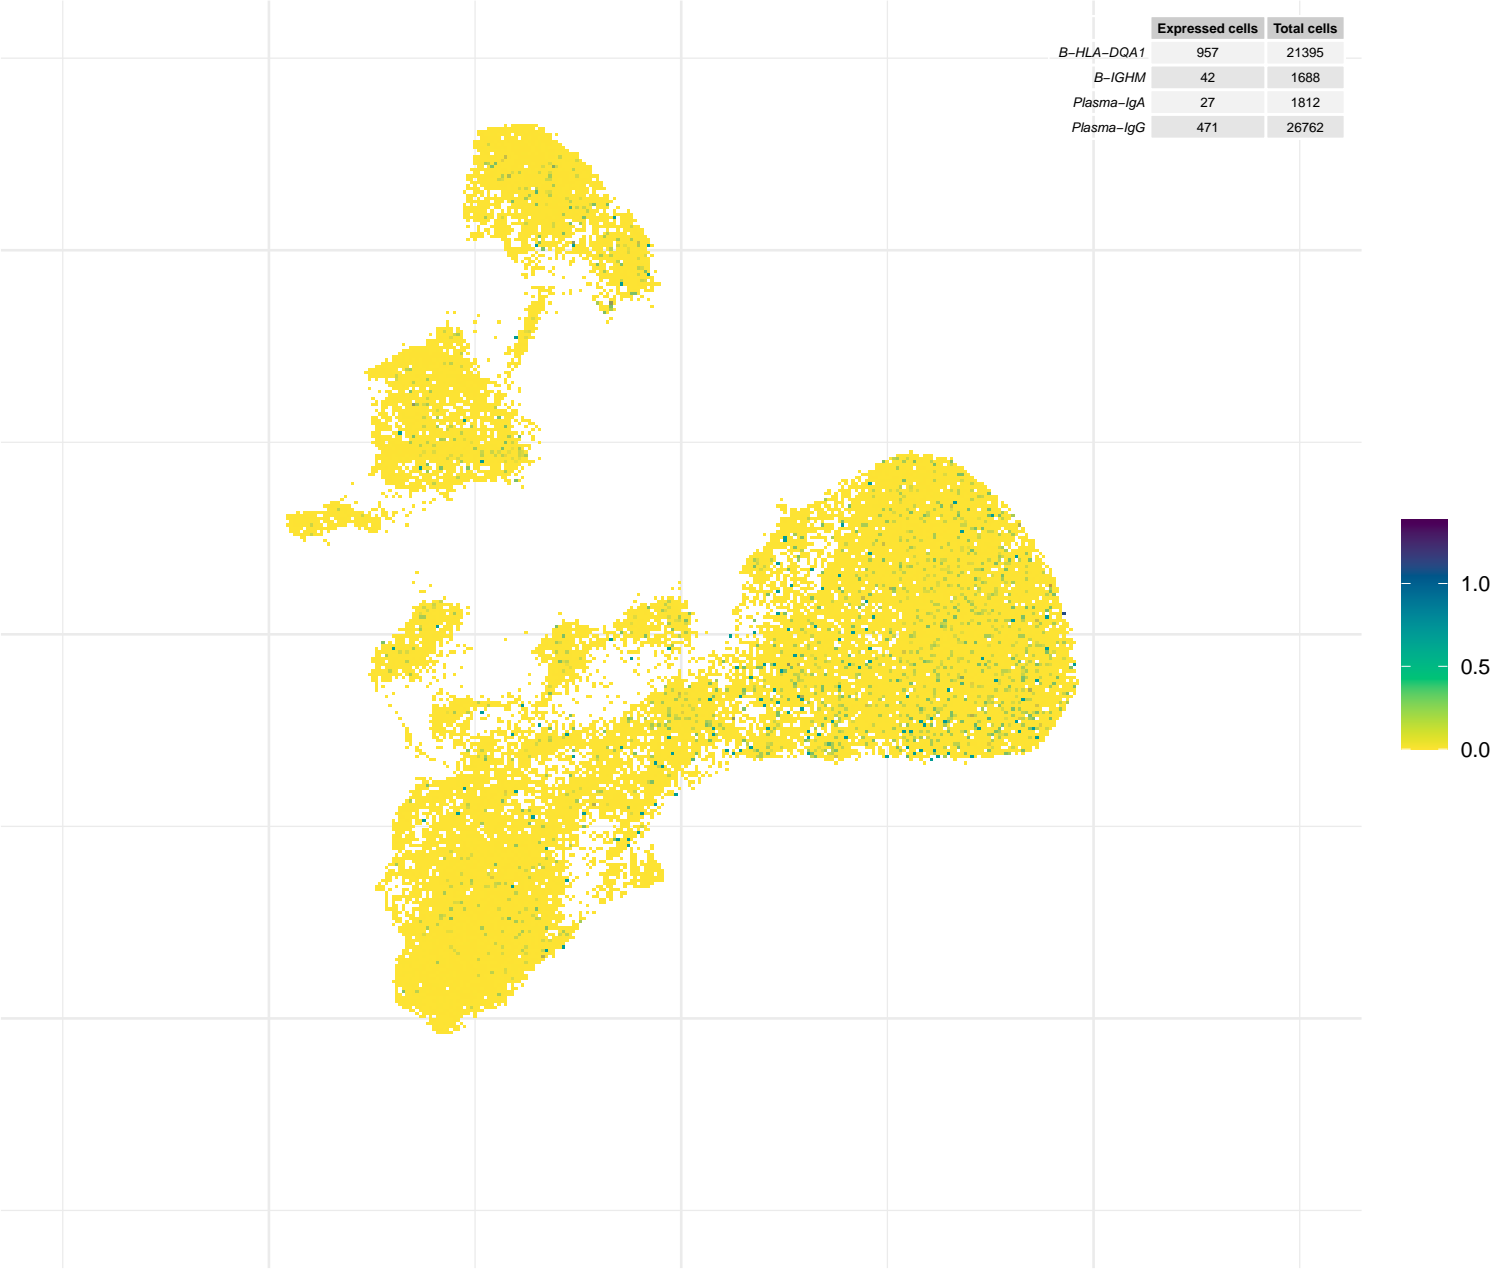 Expressed cells Total cells
B−HLA−DQA1 957 21395
B−IGHM 42 1688
Plasma−IgA 27 1812
Plasma−IgG 471 26762
1.0
0.5
0.0